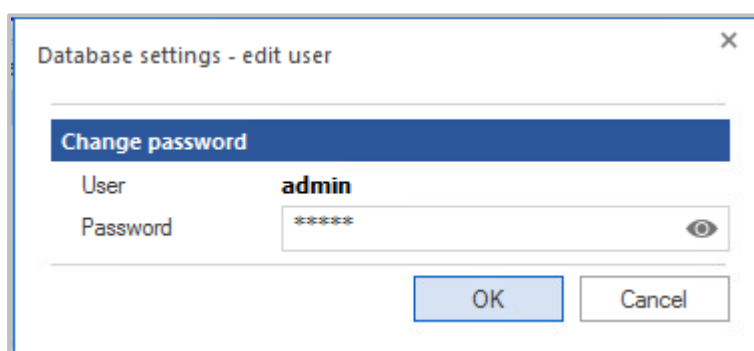 Database settings - edit user
Change password
User admin
Password *****
OK Cancel